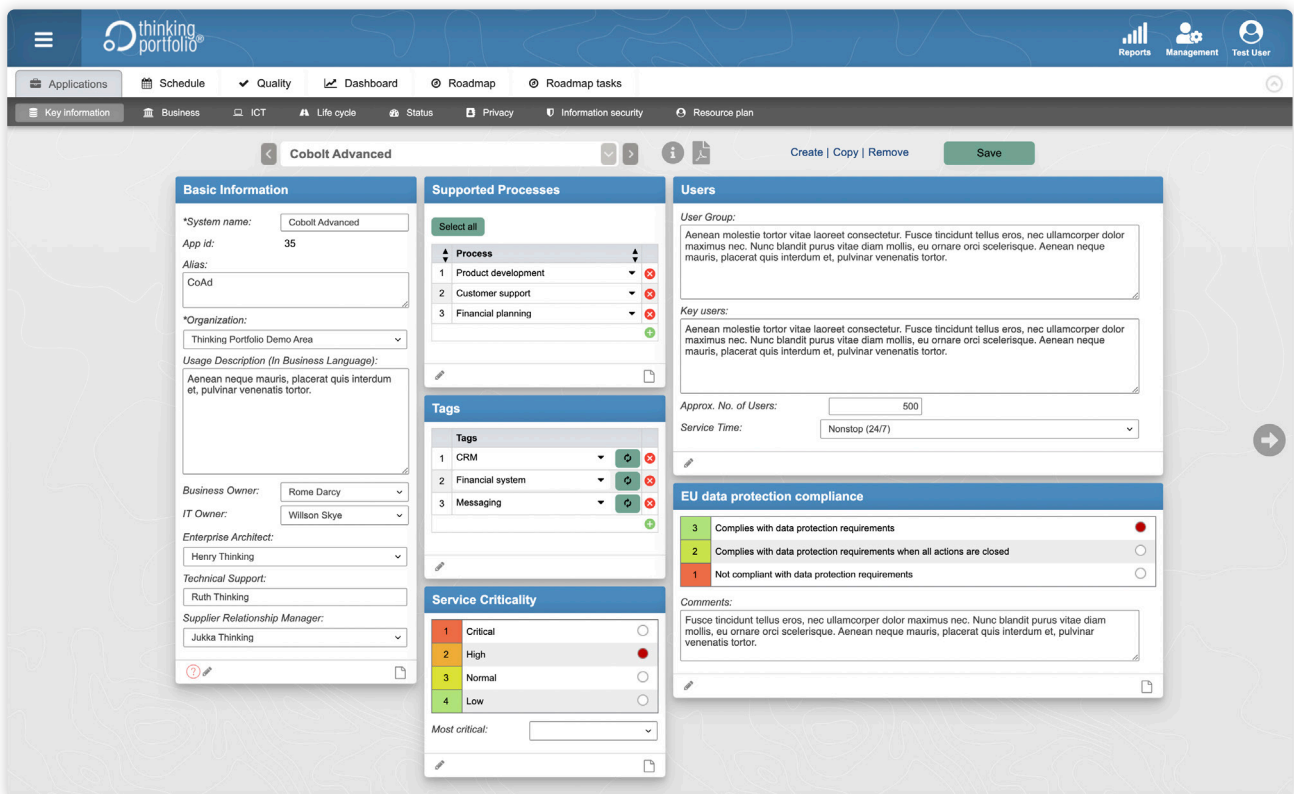 thinking
portfolio®
Reports
Management
Test User
Applications
Schedule
Quality
Dashboard
Roadmap
Roadmap tasks
Key information
Business
ICT
Life cycle
Status
Privacy
Information security
Resource plan
Cobolt Advanced
Create | Copy | Remove
Save
Basic Information
*System name:
Cobolt Advanced
App id:
35
Alias:
CoAd
*Organization:
Thinking Portfolio Demo Area
Usage Description (In Business Language):
Aenean neque mauris, placerat quis interdum
et, pulvinar venenatis tortor.
Business Owner:
Rome Darcy
IT Owner:
Willson Skye
Enterprise Architect:
Henry Thinking
Technical Support:
Ruth Thinking
Supplier Relationship Manager:
Jukka Thinking
Supported Processes
Select all
Process
1 Product development
2 Customer support
3 Financial planning
Tags
Tags
1 CRM
2 Financial system
3 Messaging
Service Criticality
1 Critical
2 High
3 Normal
4 Low
Most critical:
Users
User Group:
Aenean molestie tortor vitae laoreet consectetur. Fusce tincidunt tellus eros, nec ullamcorper dolor
maximus nec. Nunc blandit purus vitae diam mollis, eu ornare orci scelerisque. Aenean neque
mauris, placerat quis interdum et, pulvinar venenatis tortor.
Key users:
Aenean molestie tortor vitae laoreet consectetur. Fusce tincidunt tellus eros, nec ullamcorper dolor
maximus nec. Nunc blandit purus vitae diam mollis, eu ornare orci scelerisque. Aenean neque
mauris, placerat quis interdum et, pulvinar venenatis tortor.
Approx. No. of Users:
500
Service Time:
Nonstop (24/7)
EU data protection compliance
3 Complies with data protection requirements
2 Complies with data protection requirements when all actions are closed
1 Not compliant with data protection requirements
Comments:
Fusce tincidunt tellus eros, nec ullamcorper dolor maximus nec. Nunc blandit purus vitae diam
mollis, eu ornare orci scelerisque. Aenean neque mauris, placerat quis interdum et, pulvinar
venenatis tortor.